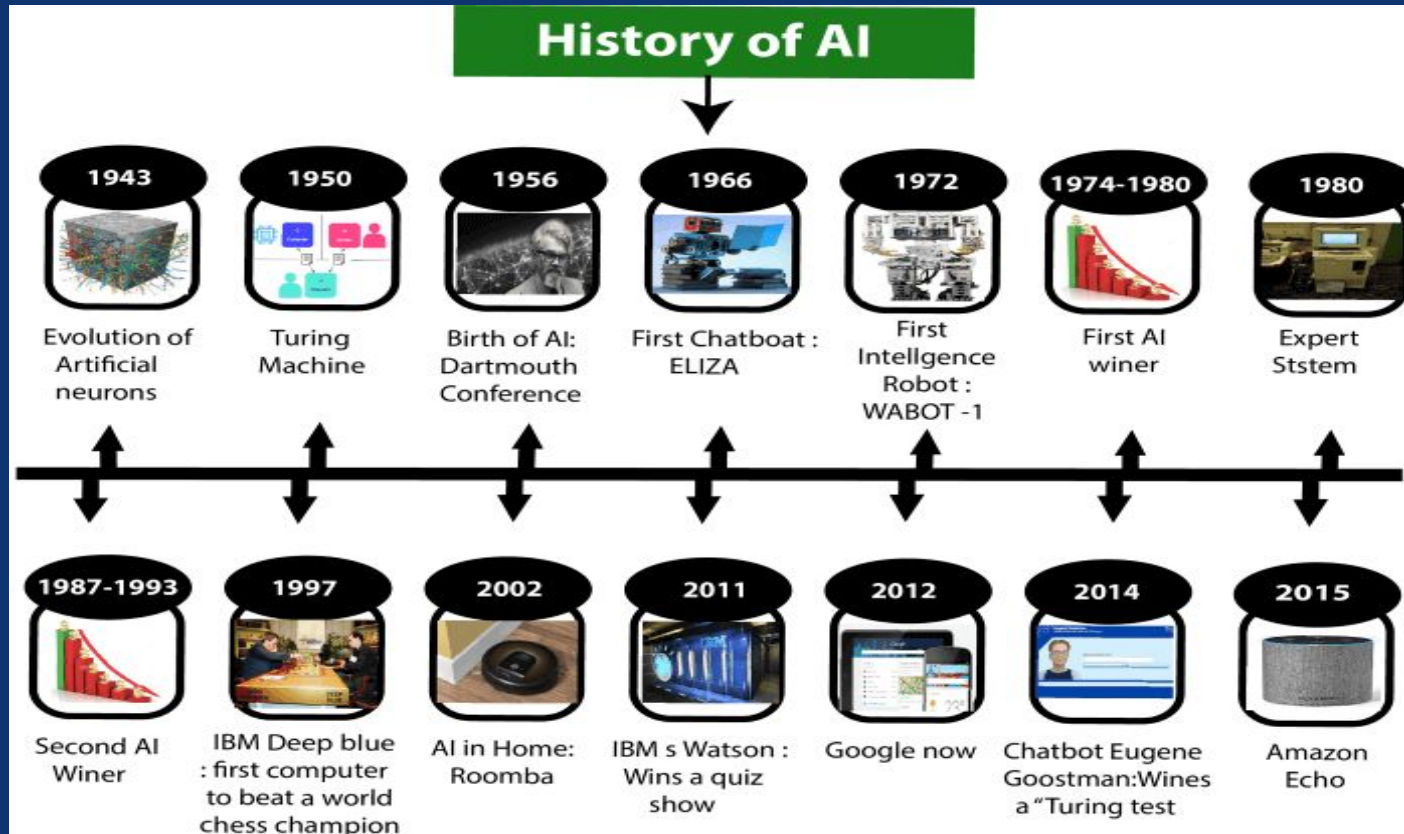 History of AI
1943
Evolution of
Artificial
neurons
1950
Turing
Machine
1956
Birth of AI:
Dartmouth
Conference
1966
First Chatboat :
ELIZA
1972
First
Intellgence
Robot :
WABOT -1
1974-1980
First AI
winer
1980
Expert
Ststem
1987-1993
Second AI
Winer
1997
IBM Deep blue
: first computer
to beat a world
chess champion
2002
AI in Home:
Roomba
2011
IBM s Watson :
Wins a quiz
show
2012
Google now
2014
Chatbot Eugene
Goostman:Wines
a “Turing test
2015
Amazon
Echo